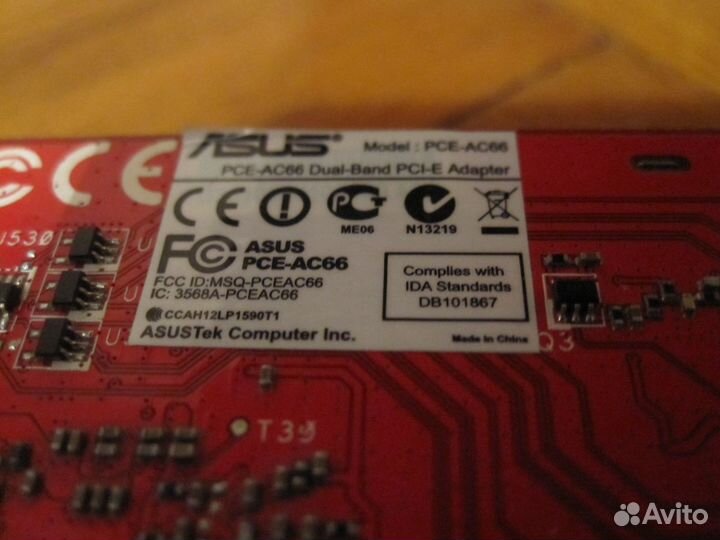 ASUS Model : PCE-AC66
PCE-AC66 Dual-Band PCI-E Adapter
CE
ME06 N13219
FC ASUS
PCE-AC66
FCC ID:MSQ-PCEAC66
IC: 3568A-PCEAC66
CCAH12LP1590T1
ASUSTek Computer Inc.
Complies with
IDA Standards
DB101867
Made in China
CE
U530
U
U
U
Q3
T39
Avito